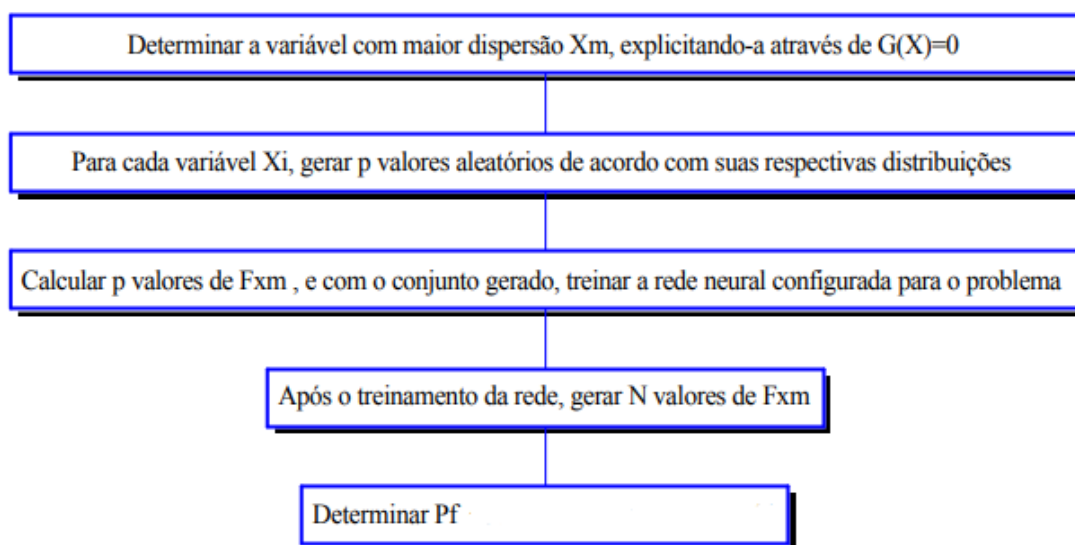 Determinar a variável com maior dispersão Xm, explicitando-a através de G(X)=0
Para cada variável Xi, gerar p valores aleatórios de acordo com suas respectivas distribuições
Calcular p valores de Fxm , e com o conjunto gerado, treinar a rede neural configurada para o problema
Após o treinamento da rede, gerar N valores de Fxm
Determinar Pf